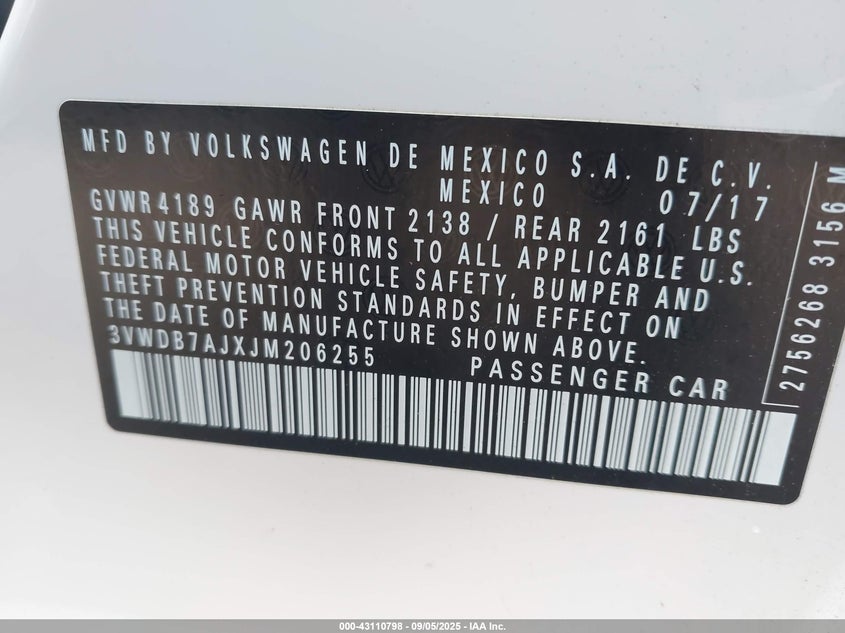 MFD BY VOLKSWAGEN DE MEXICO S.A. DE C.V.
MEXICO 07/17
GVWR4189 GAWR FRONT 2138 / REAR 2161 LBS
THIS VEHICLE CONFORMS TO ALL APPLICABLE U.S.
FEDERAL MOTOR VEHICLE SAFETY, BUMPER AND
THEFT PREVENTION STANDARDS IN EFFECT ON
THE DATE OF MANUFACTURE SHOWN ABOVE.
3VWDB7AJXJM206255 PASSENGER CAR
2756268 3156 M
000-43110798 - 09/05/2025 - IAA Inc.